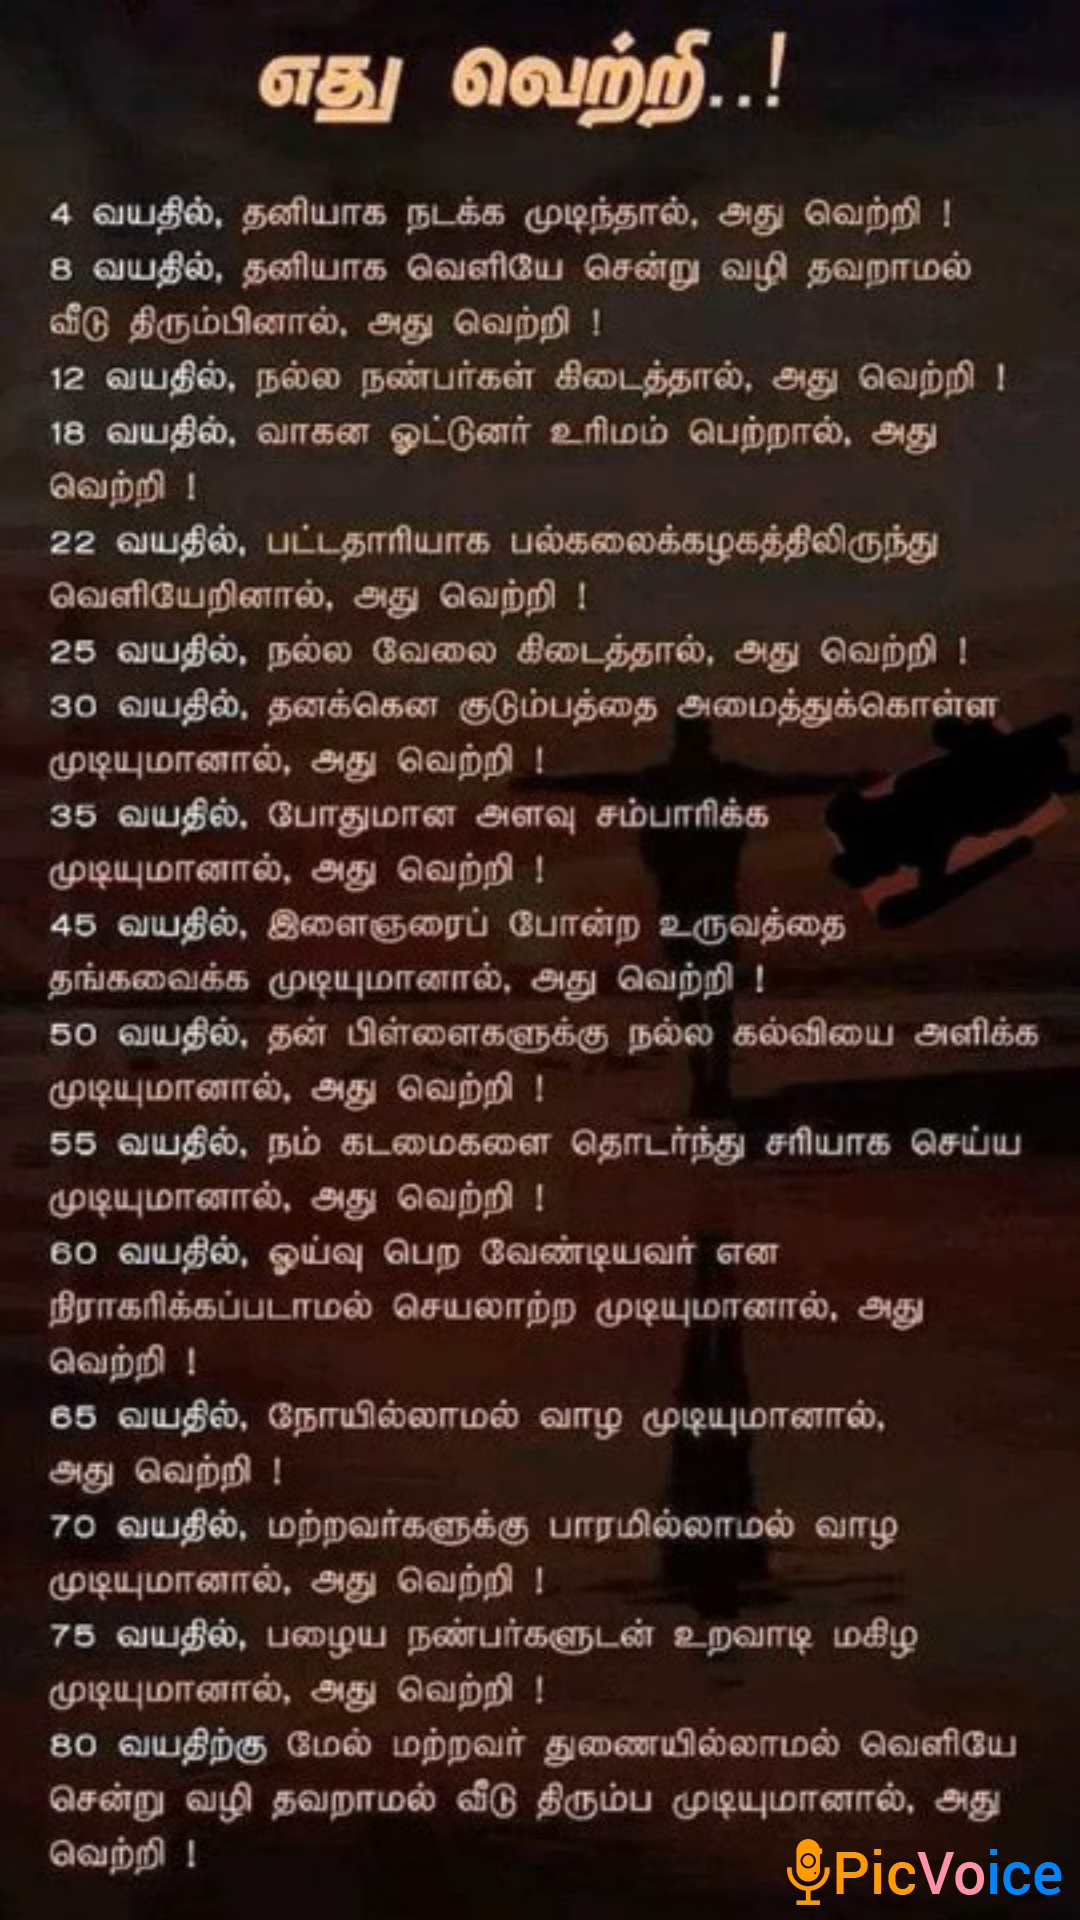 எது வெற்றி..!
4 வயதில், தனியாக நடக்க முடிந்தால், அது வெற்றி !
8 வயதில், தனியாக வெளியே சென்று வழி தவறாமல்
வீடு திரும்பினால், அது வெற்றி !
12 வயதில், நல்ல நண்பர்கள் கிடைத்தால், அது வெற்றி !
18 வயதில், வாகன ஓட்டுனர் உரிமம் பெற்றால், அது
வெற்றி !
22 வயதில், பட்டதாரியாக பல்கலைக்கழகத்திலிருந்து
வெளியேறினால், அது வெற்றி !
25 வயதில், நல்ல வேலை கிடைத்தால், அது வெற்றி !
30 வயதில், தனக்கென குடும்பத்தை அமைத்துக்கொள்ள
முடியுமானால், அது வெற்றி !
35 வயதில், போதுமான அளவு சம்பாரிக்க
முடியுமானால், அது வெற்றி !
45 வயதில், இளைஞரைப் போன்ற உருவத்தை
தங்கவைக்க முடியுமானால், அது வெற்றி !
50 வயதில், தன் பிள்ளைகளுக்கு நல்ல கல்வியை அளிக்க
முடியுமானால், அது வெற்றி !
55 வயதில், நம் கடமைகளை தொடர்ந்து சரியாக செய்ய
முடியுமானால், அது வெற்றி !
60 வயதில், ஓய்வு பெற வேண்டியவர் என
நிராகரிக்கப்படாமல் செயலாற்ற முடியுமானால், அது
வெற்றி !
65 வயதில், நோயில்லாமல் வாழ முடியுமானால்,
அது வெற்றி !
70 வயதில், மற்றவர்களுக்கு பாரமில்லாமல் வாழ
முடியுமானால், அது வெற்றி !
75 வயதில், பழைய நண்பர்களுடன் உறவாடி மகிழ
முடியுமானால், அது வெற்றி !
80 வயதிற்கு மேல் மற்றவர் துணையில்லாமல் வெளியே
சென்று வழி தவறாமல் வீடு திரும்ப முடியுமானால், அது
வெற்றி !
PicVoice